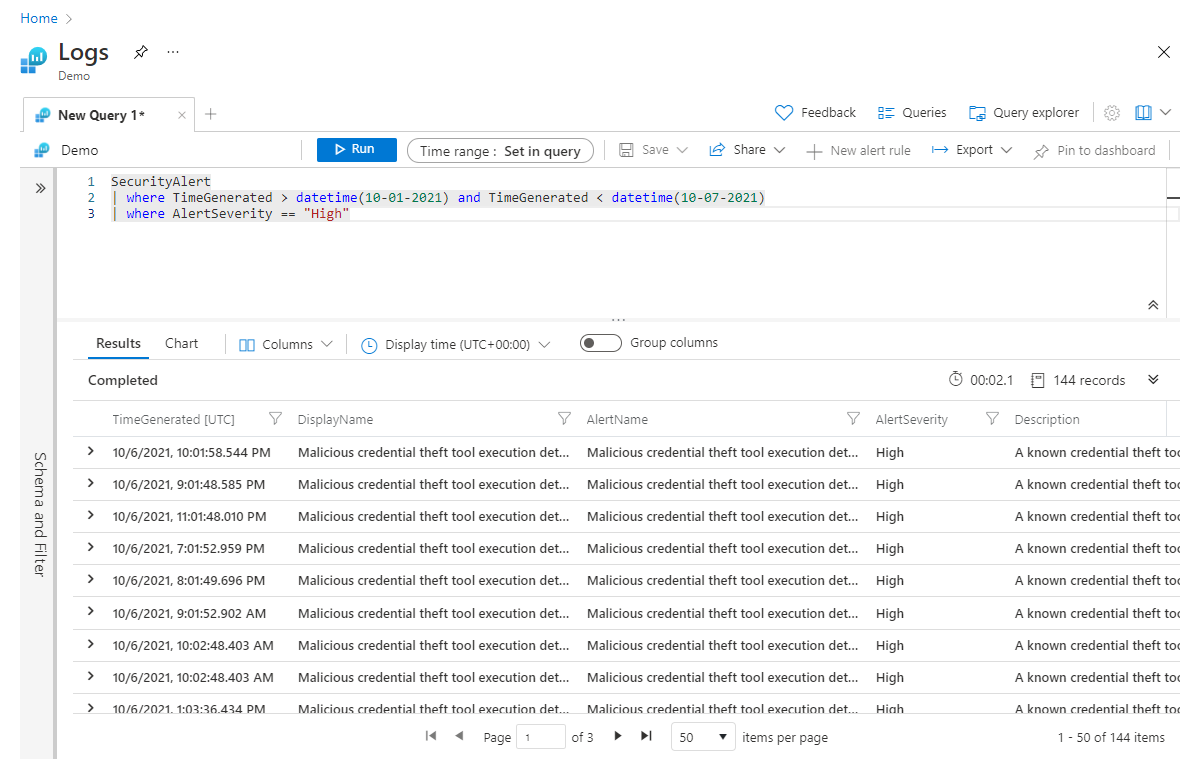 Home >
Logs ...
Demo
New Query 1* × +
Feedback Queries Query explorer
Demo Run Time range : Set in query Save Share New alert rule Export Pin to dashboard
1 SecurityAlert
2 | where TimeGenerated > datetime(10-01-2021) and TimeGenerated < datetime(10-07-2021)
3 | where AlertSeverity == "High"
Schema and Filter
Results Chart Columns Display time (UTC+00:00) Group columns
Completed 00:02.1 144 records
TimeGenerated [UTC] DisplayName AlertName AlertSeverity Description
10/6/2021, 10:01:58.544 PM Malicious credential theft tool execution det... Malicious credential theft tool execution det... High A known credential theft toc
10/6/2021, 9:01:48.585 PM Malicious credential theft tool execution det... Malicious credential theft tool execution det... High A known credential theft toc
10/6/2021, 11:01:48.010 PM Malicious credential theft tool execution det... Malicious credential theft tool execution det... High A known credential theft toc
10/6/2021, 7:01:52.959 PM Malicious credential theft tool execution det... Malicious credential theft tool execution det... High A known credential theft toc
10/6/2021, 8:01:49.696 PM Malicious credential theft tool execution det... Malicious credential theft tool execution det... High A known credential theft toc
10/6/2021, 9:01:52.902 AM Malicious credential theft tool execution det... Malicious credential theft tool execution det... High A known credential theft toc
10/6/2021, 10:02:48.403 AM Malicious credential theft tool execution det... Malicious credential theft tool execution det... High A known credential theft toc
10/6/2021, 10:02:48.403 AM Malicious credential theft tool execution det... Malicious credential theft tool execution det... High A known credential theft toc
10/6/2021, 1:03:36.434 PM Malicious credential theft tool execution det... Malicious credential theft tool execution det... High A known credential theft toc
Page 1 of 3 50 items per page 1 - 50 of 144 items